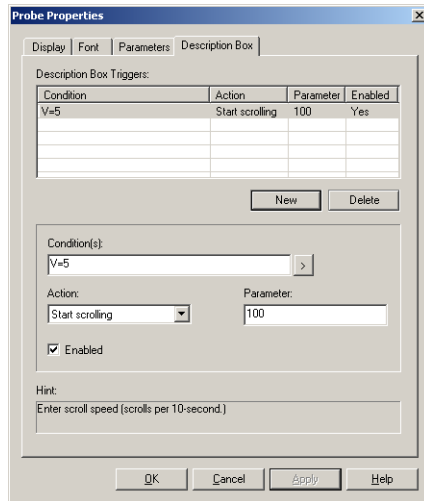 Probe Properties
Display Font Parameters Description Box
Description Box Triggers:
Condition Action Parameter Enabled
V=5 Start scrolling 100 Yes
New Delete
Condition(s):
V=5 >
Action: Parameter:
Start scrolling 100
Enabled
Hint:
Enter scroll speed (scrolls per 10-second.)
OK Cancel Apply Help